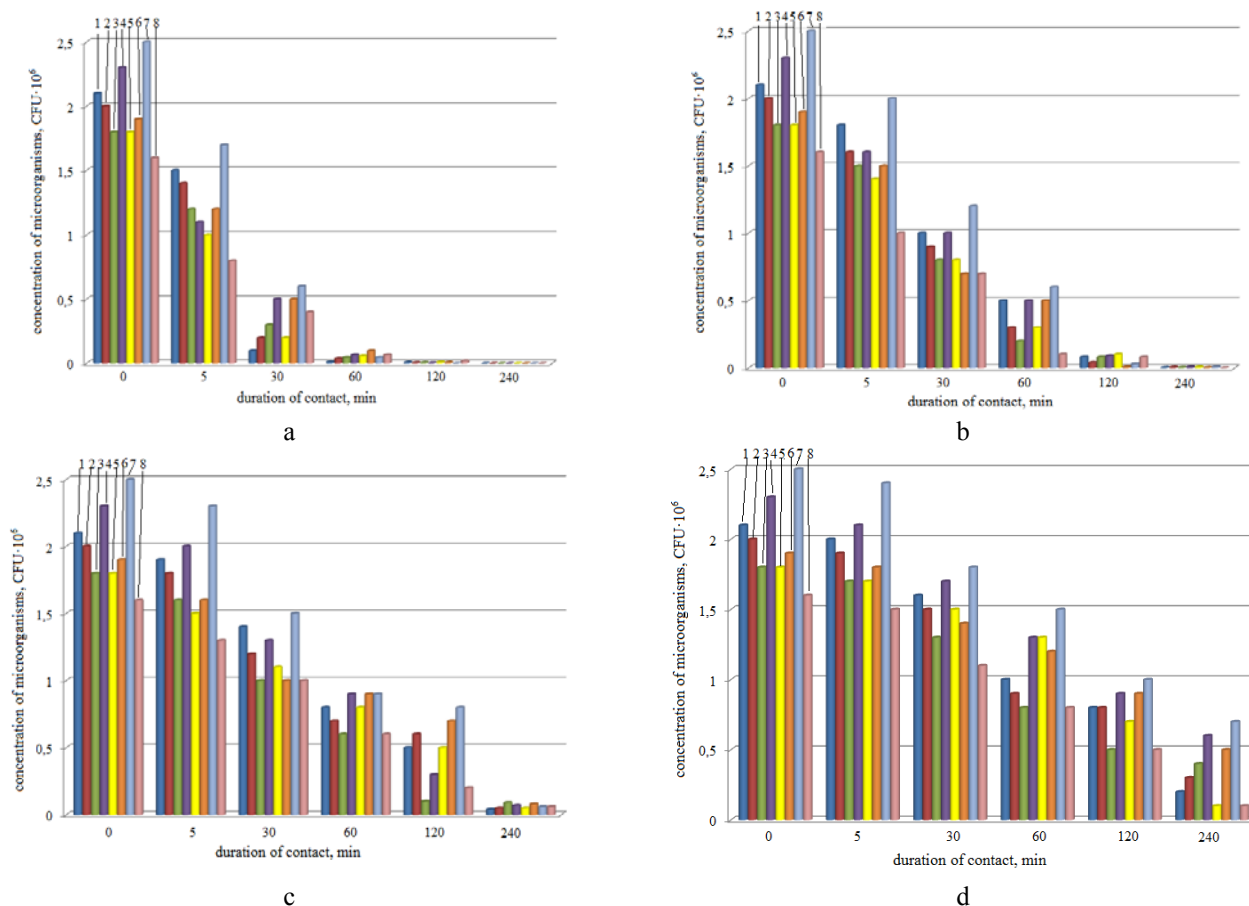 1 2 3 4 5 6 7 8
2,5
2
1,5
1
0,5
0
concentration of microorganisms, CFU·10⁶
0 5 30 60 120 240
duration of contact, min
a
1 2 3 4 5 6 7 8
2,5
2
1,5
1
0,5
0
concentration of microorganisms, CFU·10⁶
0 5 30 60 120 240
duration of contact, min
b
1 2 3 4 5 6 7 8
2,5
2
1,5
1
0,5
0
concentration of microorganisms, CFU·10⁶
0 5 30 60 120 240
duration of contact, min
c
1 2 3 4 5 6 7 8
2,5
2
1,5
1
0,5
0
concentration of microorganisms, CFU·10⁶
0 5 30 60 120 240
duration of contact, min
d